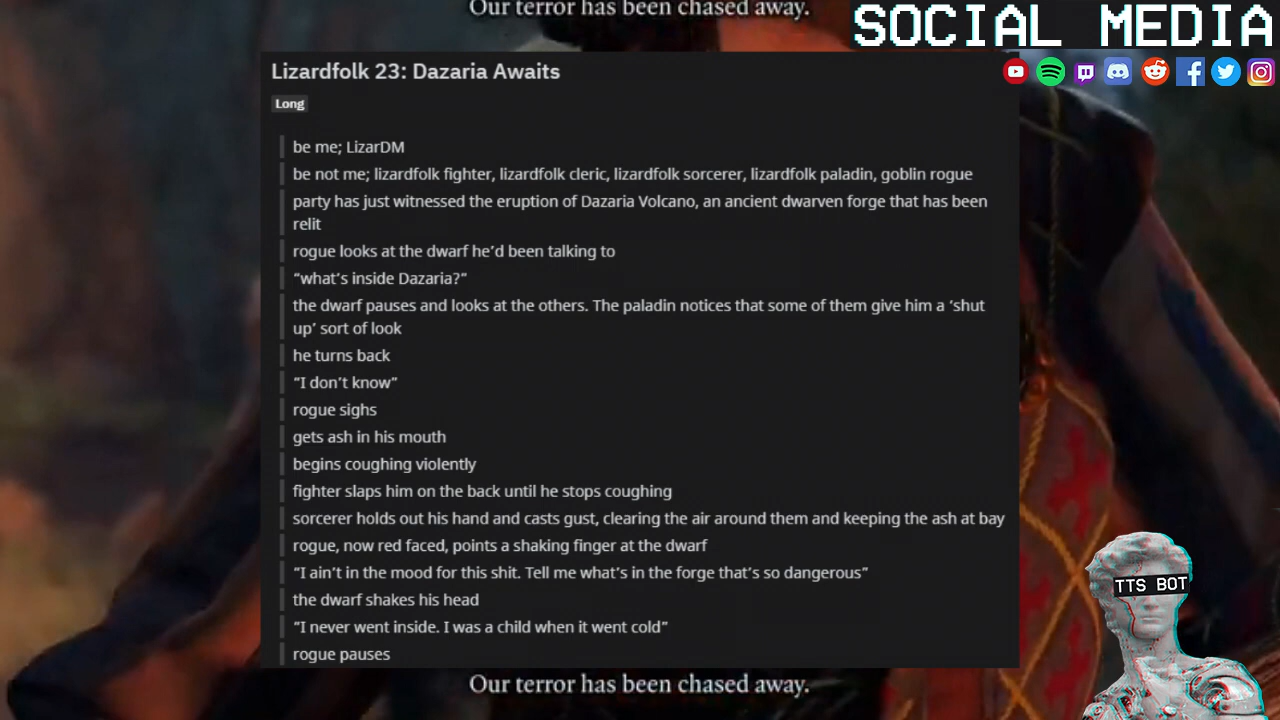 Our terror has been chased away.
SOCIAL MEDIA
Lizardfolk 23: Dazaria Awaits
Long
be me; LizarDM
be not me; lizardfolk fighter, lizardfolk cleric, lizardfolk sorcerer, lizardfolk paladin, goblin rogue
party has just witnessed the eruption of Dazaria Volcano, an ancient dwarven forge that has been
relit
rogue looks at the dwarf he’d been talking to
“what’s inside Dazaria?”
the dwarf pauses and looks at the others. The paladin notices that some of them give him a ‘shut
up’ sort of look
he turns back
“I don’t know”
rogue sighs
gets ash in his mouth
begins coughing violently
fighter slaps him on the back until he stops coughing
sorcerer holds out his hand and casts gust, clearing the air around them and keeping the ash at bay
rogue, now red faced, points a shaking finger at the dwarf
“I ain’t in the mood for this shit. Tell me what’s in the forge that’s so dangerous”
the dwarf shakes his head
“I never went inside. I was a child when it went cold”
rogue pauses
TTS BOT
Our terror has been chased away.